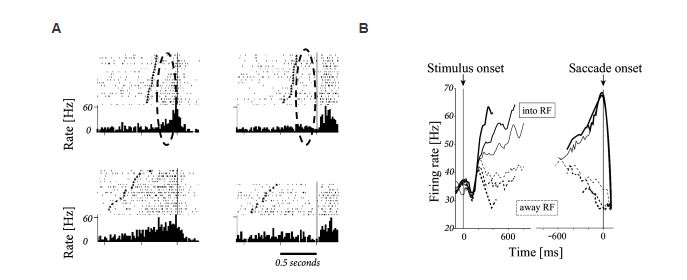 A
B
Stimulus onset
Saccade onset
Rate [Hz]
60
0
60
0
Rate [Hz]
0.5 seconds
Firing rate [Hz]
70
60
50
40
30
20
into RF
away RF
0
600
-600
0
Time [ms]